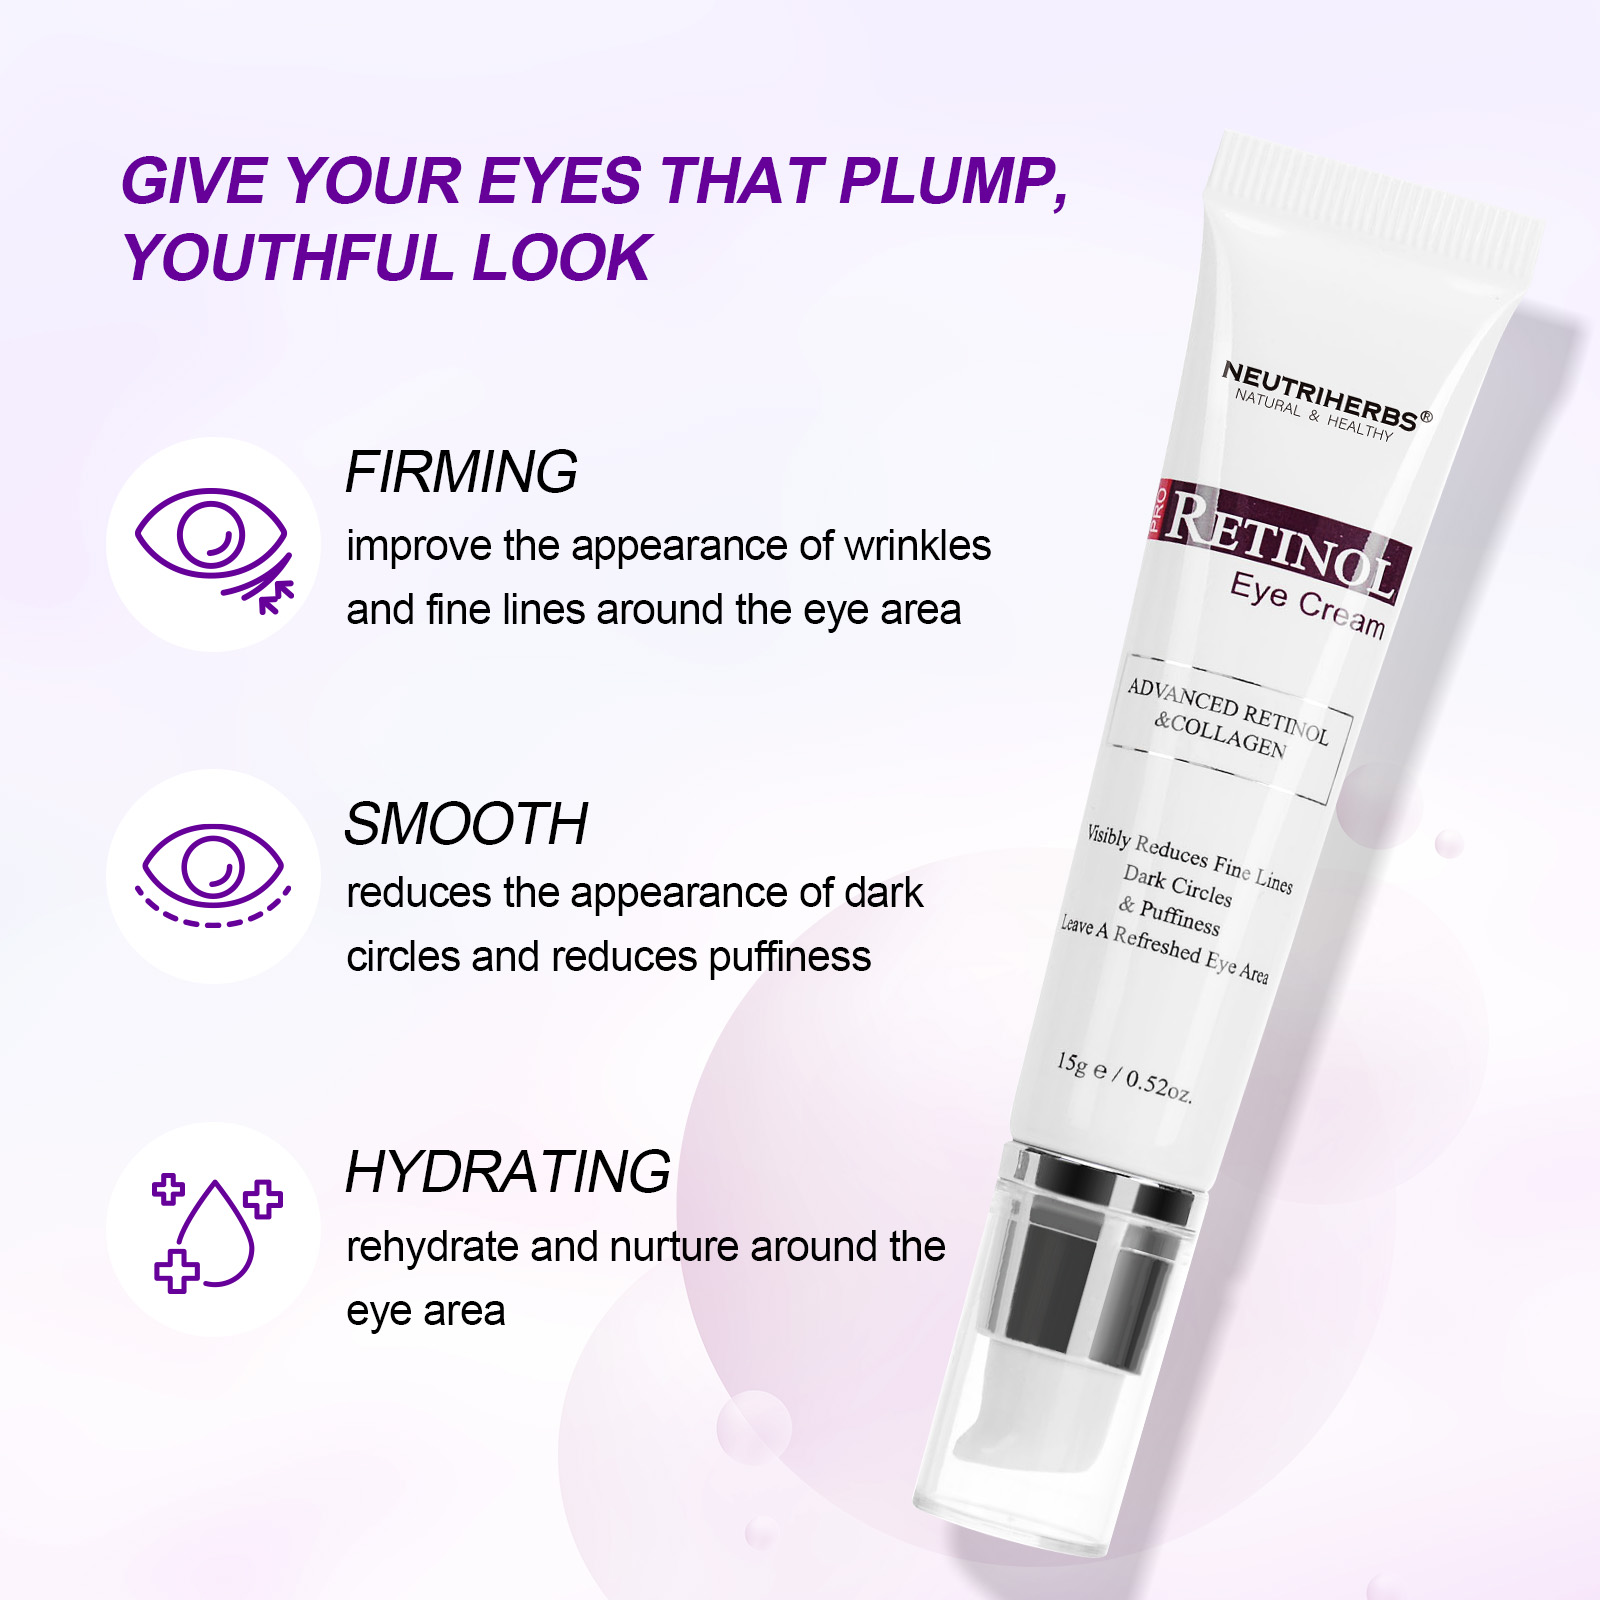 GIVE YOUR EYES THAT PLUMP,
YOUTHFUL LOOK
FIRMING
improve the appearance of wrinkles
and fine lines around the eye area
SMOOTH
reduces the appearance of dark
circles and reduces puffiness
HYDRATING
rehydrate and nurture around the
eye area
NEUTRIHERBS®
NATURAL & HEALTHY
PRO RETINOL
Eye Cream
ADVANCED RETINOL
&COLLAGEN
Visibly Reduces Fine Lines
Dark Circles
& Puffiness
Leave A Refreshed Eye Area
15g ℮ / 0.52oz.